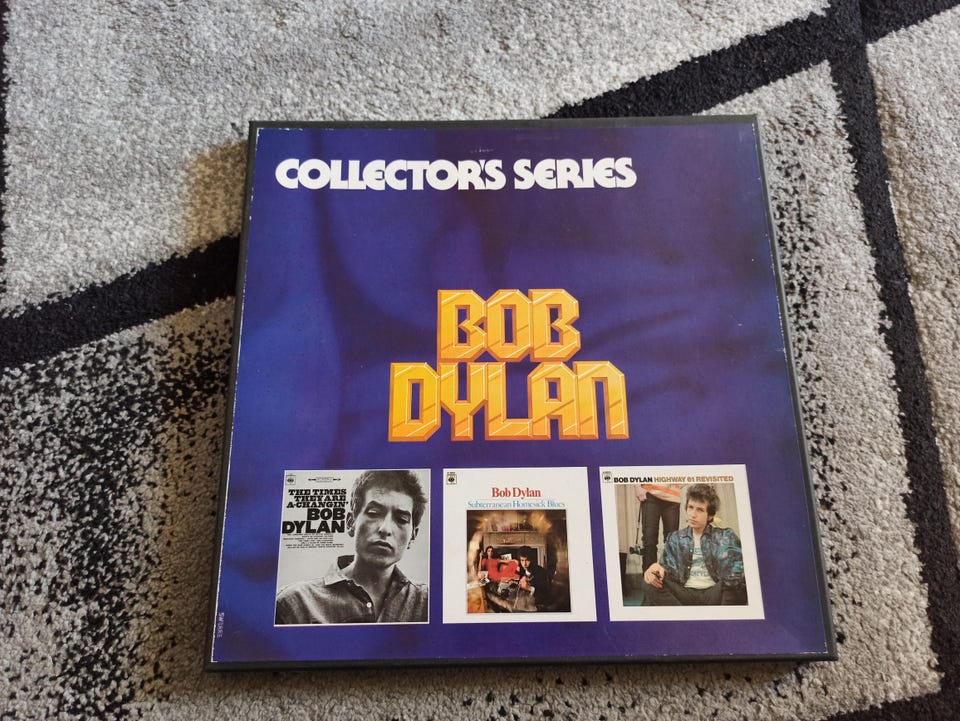 COLLECTOR'S SERIES
BOB
DYLAN
STEREO
THE TIMES
THEY ARE
A-CHANGIN'
BOB
DYLAN
Bob Dylan
Subterranean Homesick Blues
BOB DYLAN HIGHWAY 61 REVISITED